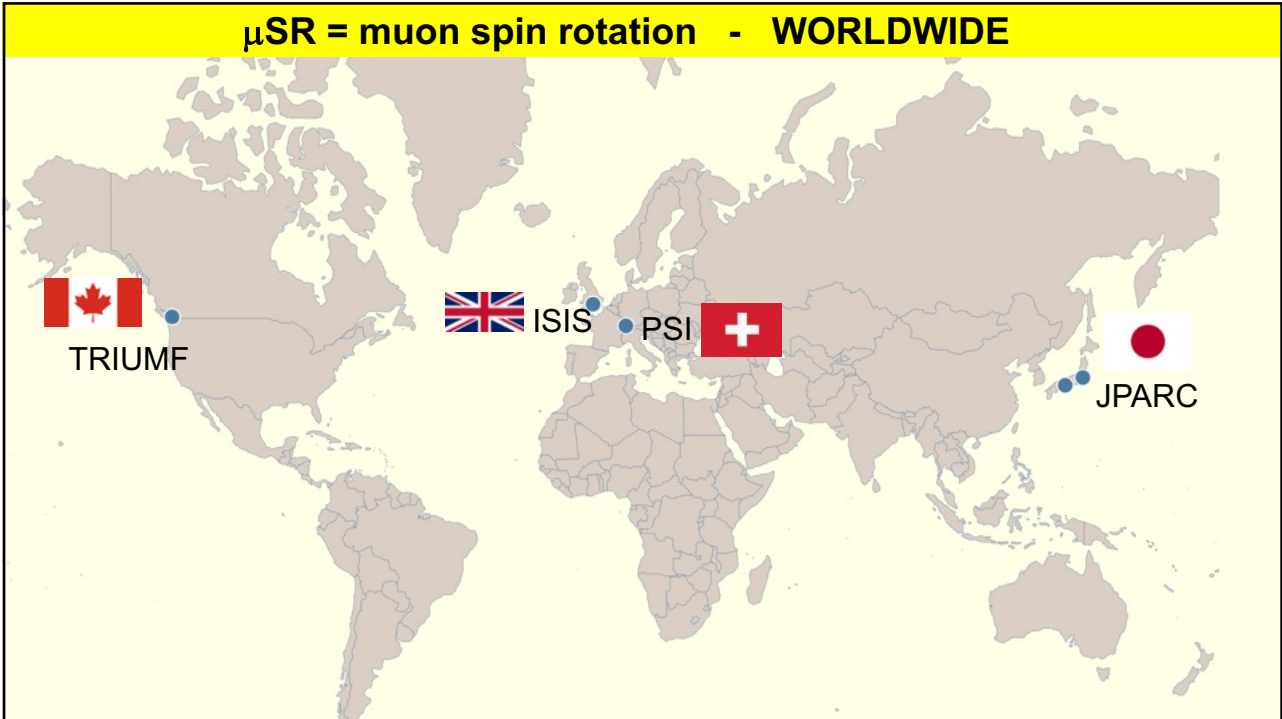 μSR = muon spin rotation - WORLDWIDE
TRIUMF
ISIS
PSI
JPARC